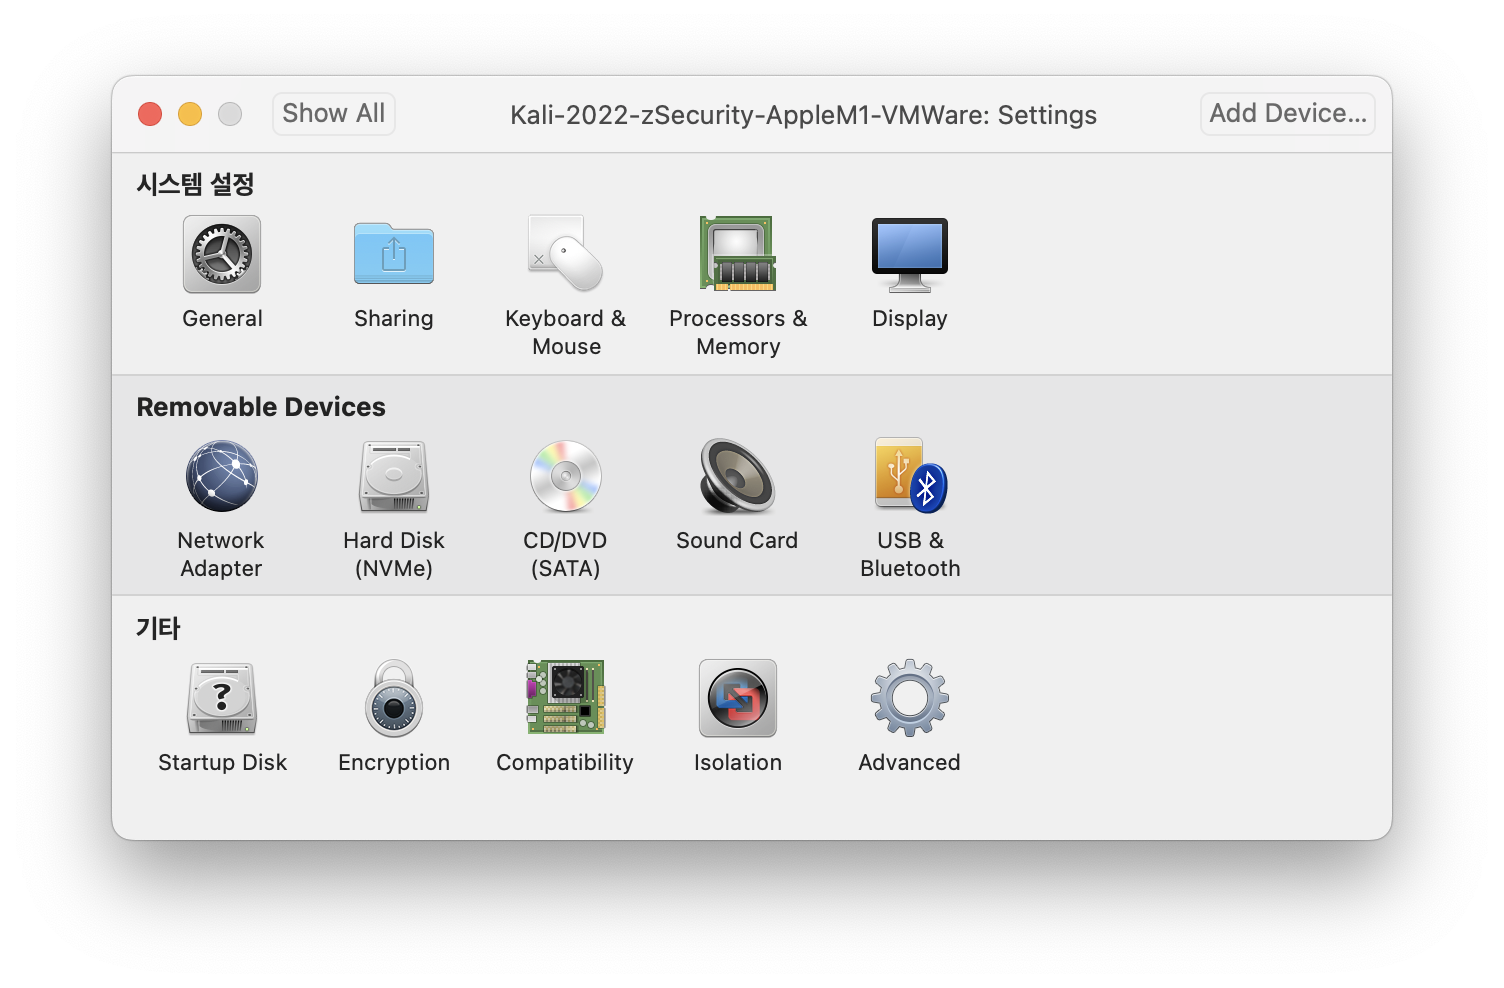 Show All
Kali-2022-zSecurity-AppleM1-VMWare: Settings
Add Device...
시스템 설정
General
Sharing
Keyboard &
Mouse
Processors &
Memory
Display
Removable Devices
Network
Adapter
Hard Disk
(NVMe)
CD/DVD
(SATA)
Sound Card
USB &
Bluetooth
기타
Startup Disk
Encryption
Compatibility
Isolation
Advanced